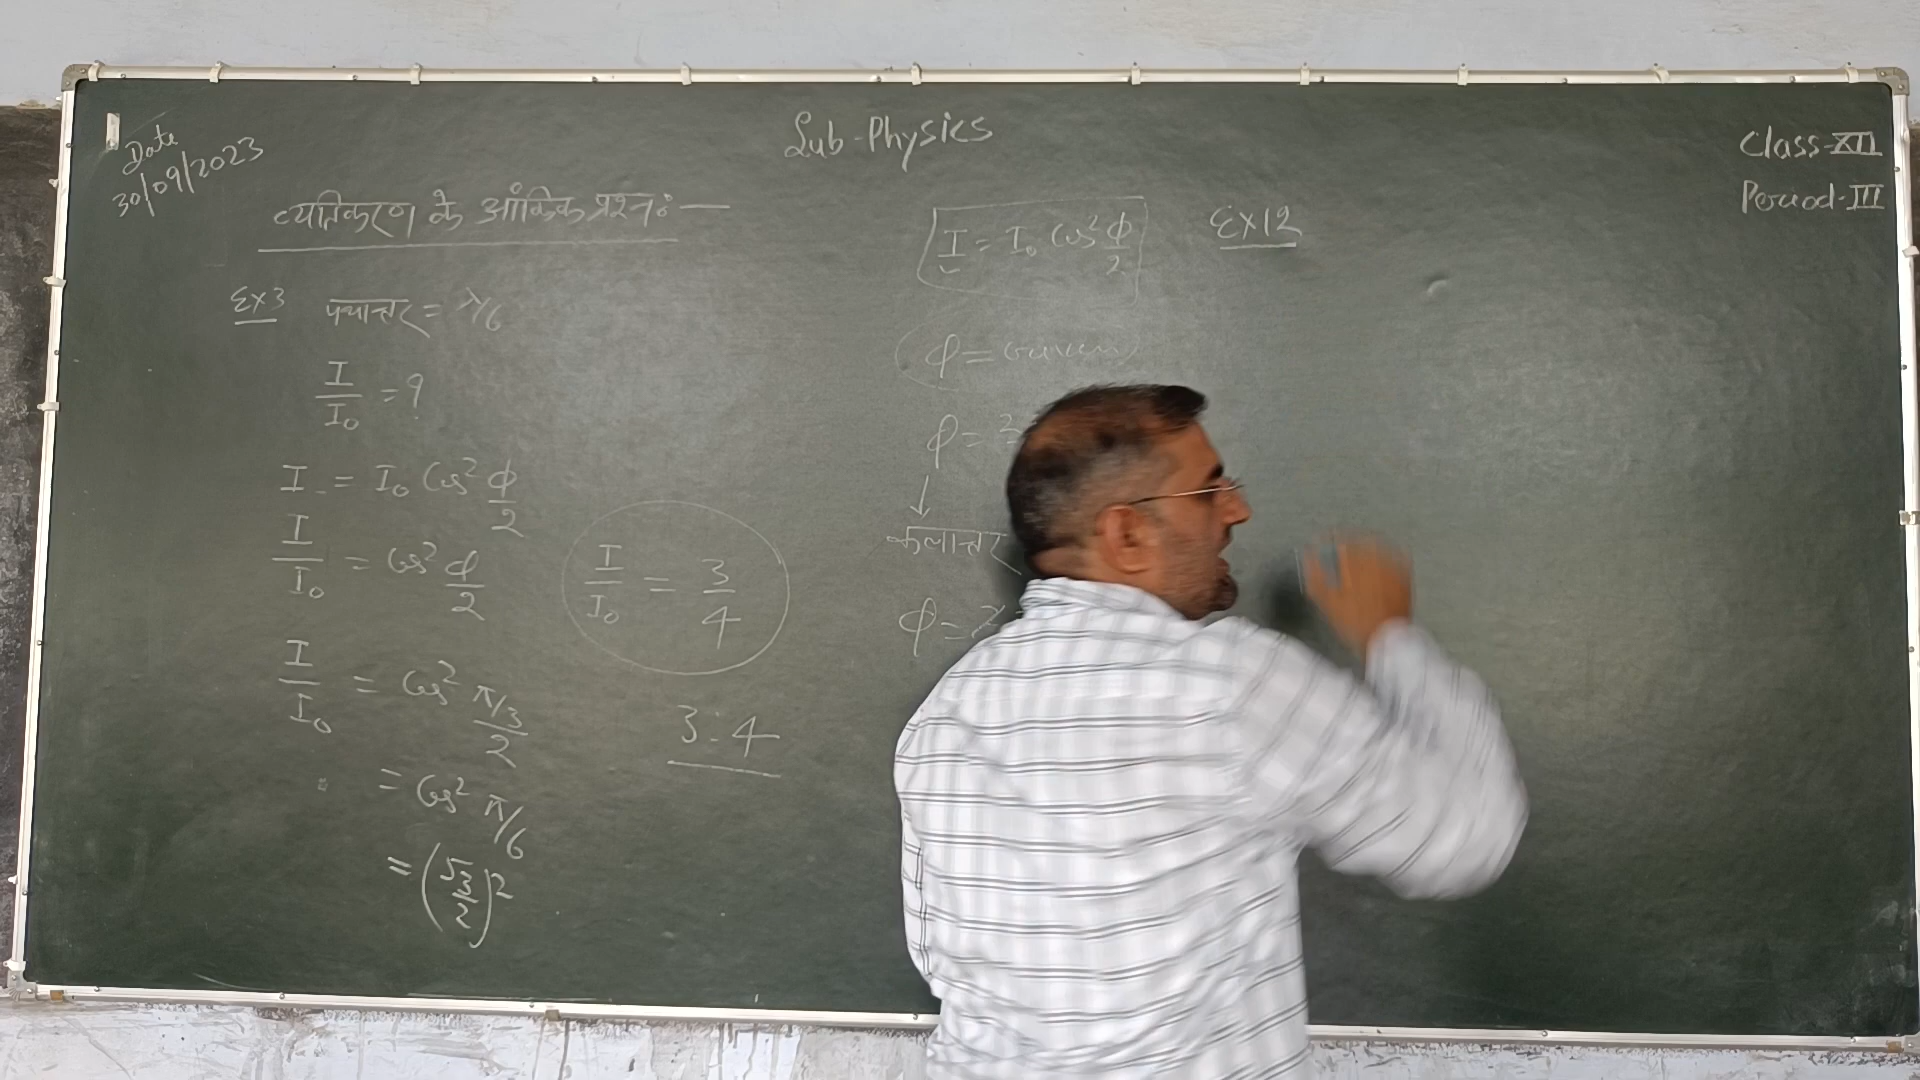 Date
30/09/2023
Sub-Physics
Class-XII
Period-III
व्यतिकरण के आंकिक प्रश्न:—
Ex3 पथान्तर = λ/6
I/I₀ = ?
I = I₀ Cos² φ/2
I/I₀ = Cos² φ/2
I/I₀ = Cos² π/3/2
= Cos² π/6
= (√3/2)²
I/I₀ = 3/4
3:4
I = I₀ Cos² φ/2
φ =
φ =
↓
कलान्तर
φ =
Ex12